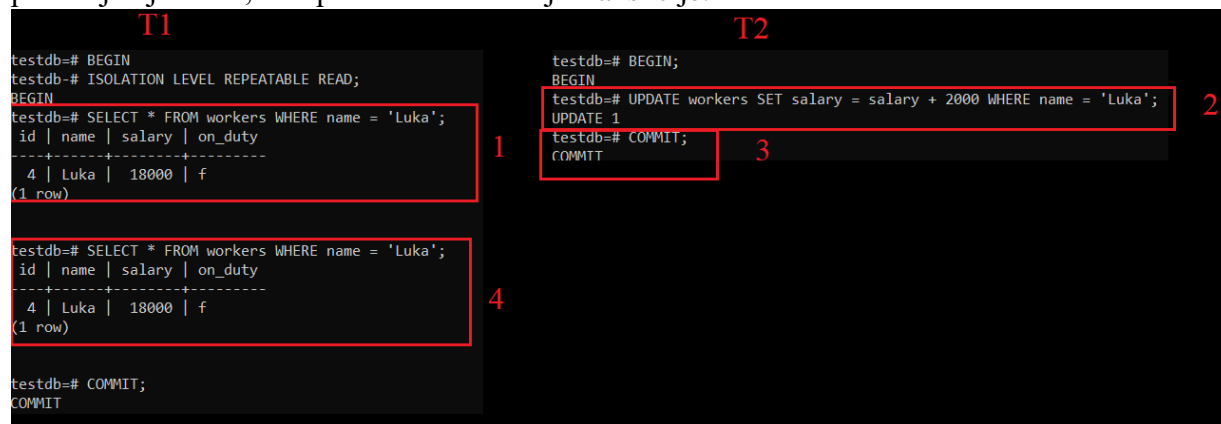 T1
testdb=# BEGIN
testdb-# ISOLATION LEVEL REPEATABLE READ;
BEGIN
testdb=# SELECT * FROM workers WHERE name = 'Luka';
 id | name | salary | on_duty
----+------+--------+---------
  4 | Luka |  18000 | f
(1 row)
1
testdb=# SELECT * FROM workers WHERE name = 'Luka';
 id | name | salary | on_duty
----+------+--------+---------
  4 | Luka |  18000 | f
(1 row)
4
testdb=# COMMIT;
COMMIT
T2
testdb=# BEGIN;
BEGIN
testdb=# UPDATE workers SET salary = salary + 2000 WHERE name = 'Luka';
UPDATE 1
2
testdb=# COMMIT;
COMMIT
3